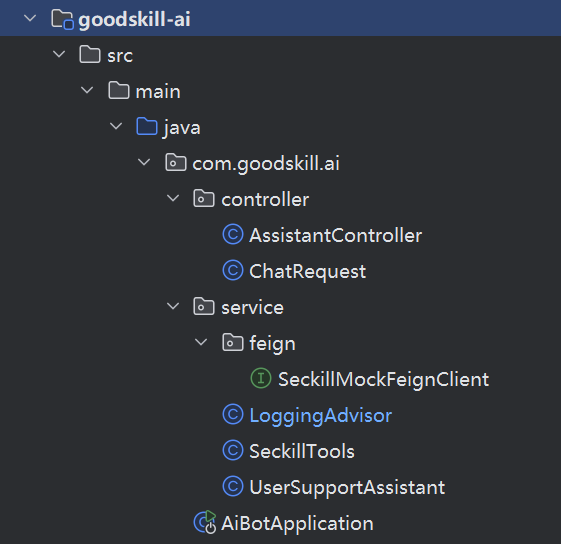 goodskill-ai
src
main
java
com.goodskill.ai
controller
AssistantController
ChatRequest
service
feign
SeckillMockFeignClient
LoggingAdvisor
SeckillTools
UserSupportAssistant
AiBotApplication